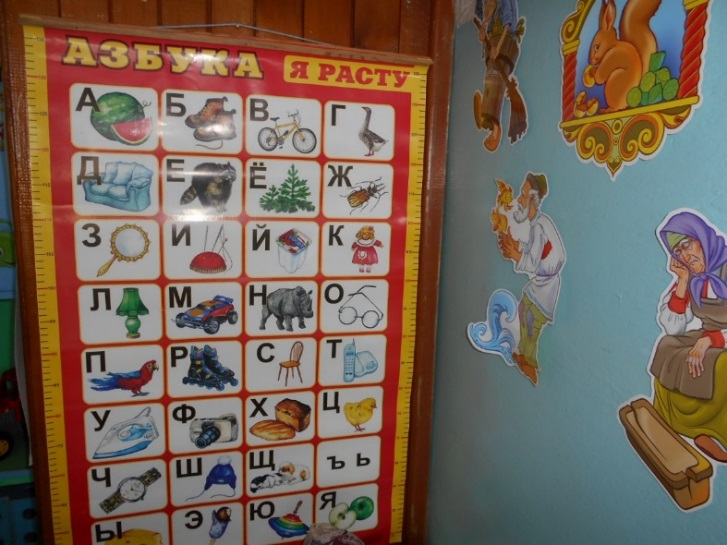 АЗБУКА
Я РАСТУ
А Б В Г
Д Е Ё Ж
З И Й К
Л М Н О
П Р С Т
У Ф Х Ц
Ч Ш Щ ъ ь
Ы Э Ю Я